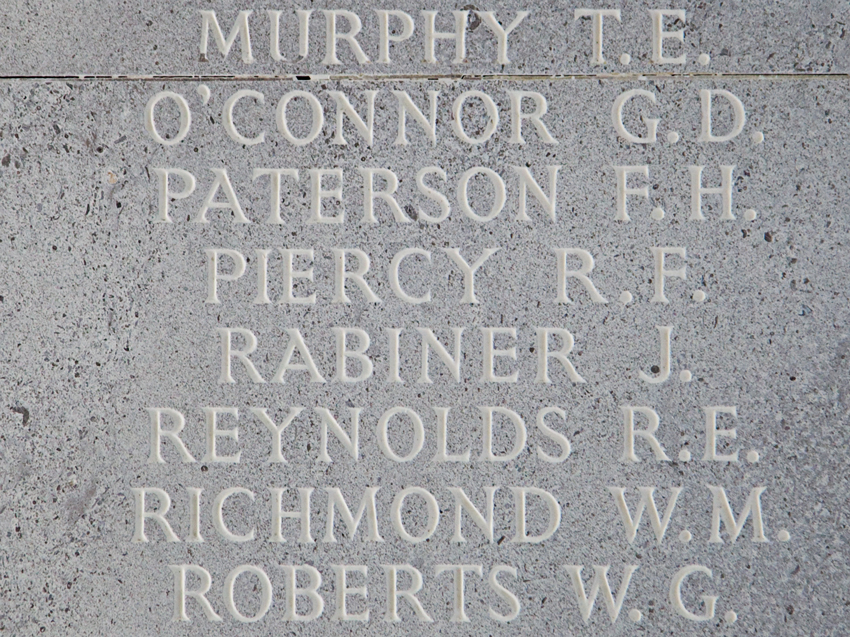 MURPHY T.E.
O'CONNOR G.D.
PATERSON F.H.
PIERCY R.F.
RABINER J.
REYNOLDS R.E.
RICHMOND W.M.
ROBERTS W.G.